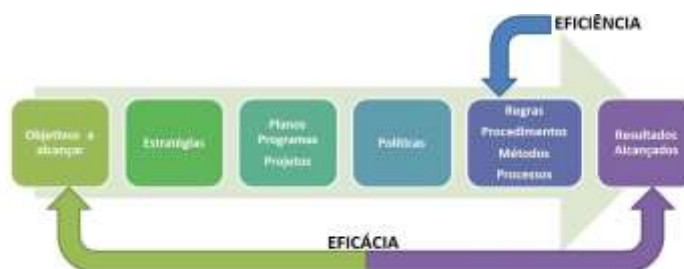 EFICIÊNCIA
Objetivos a
alcançar
Estratégias
Planos
Programas
Projetos
Políticas
Regras
Procedimentos
Métodos
Processos
Resultados
Alcançados
EFICÁCIA